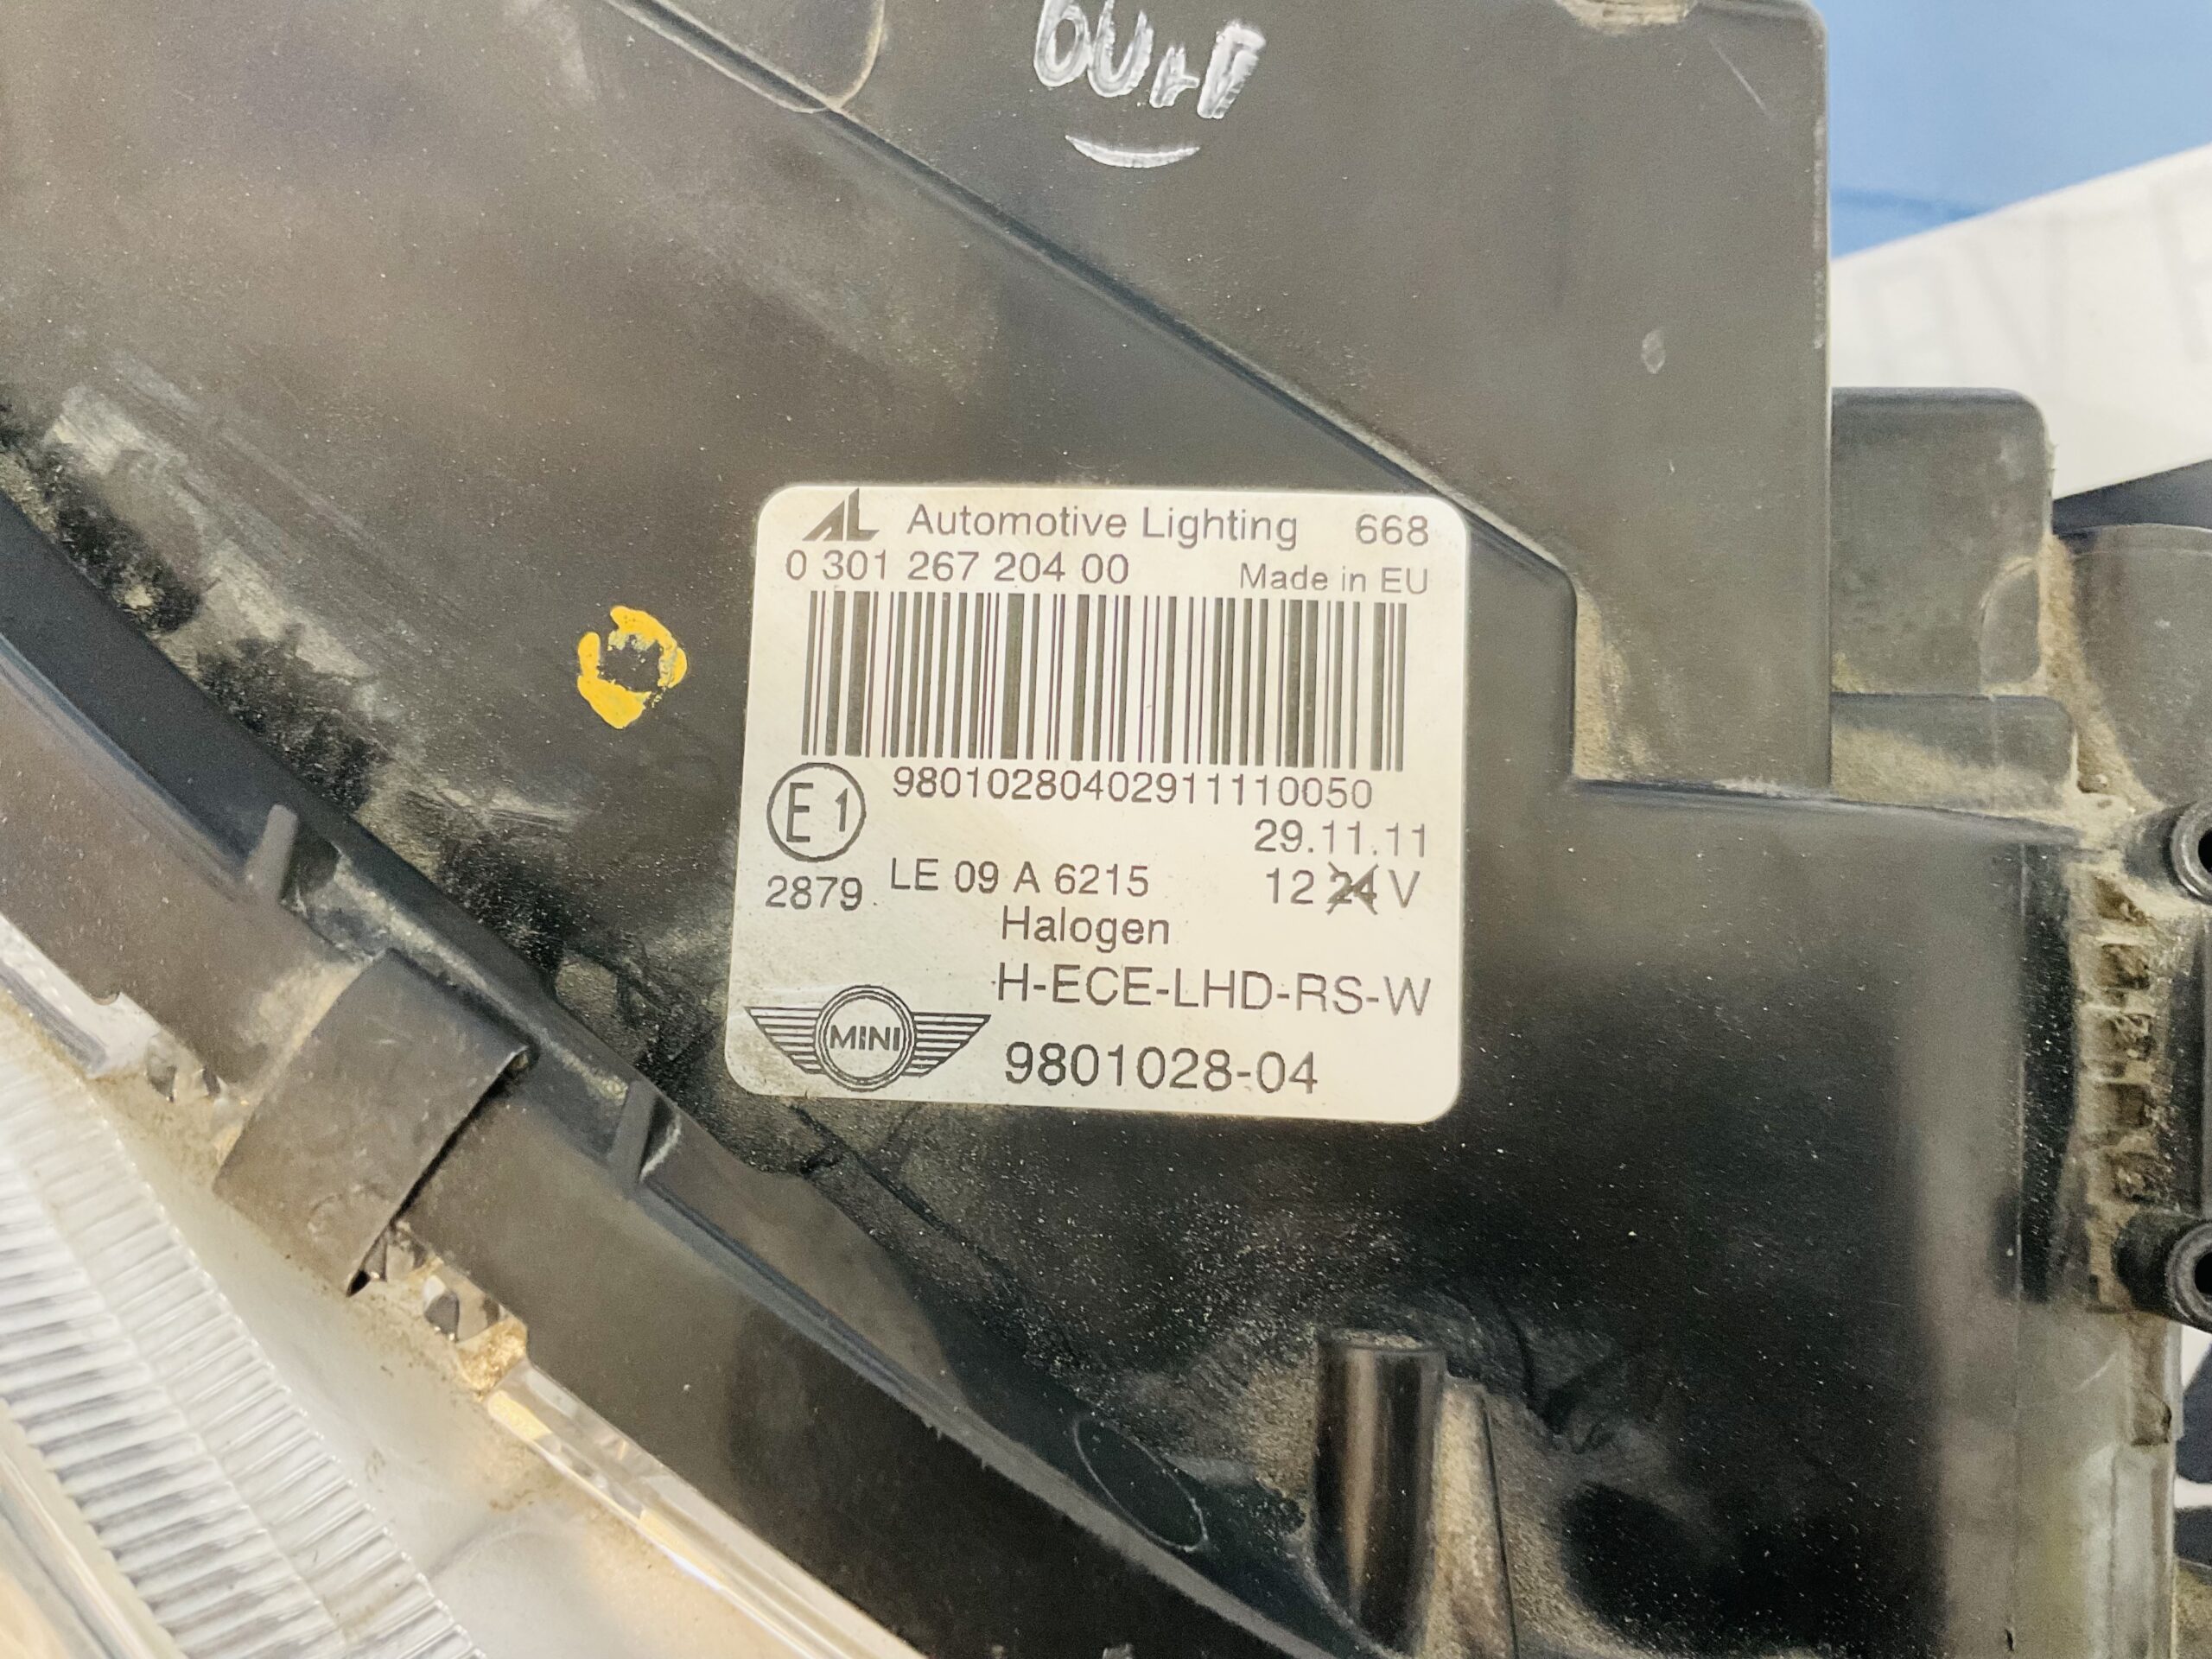 AL Automotive Lighting 668
0 301 267 204 00 Made in EU
98010280402911110050
E1
29.11.11
2879 LE 09 A 6215 12 24 V
Halogen
H-ECE-LHD-RS-W
MINI 9801028-04